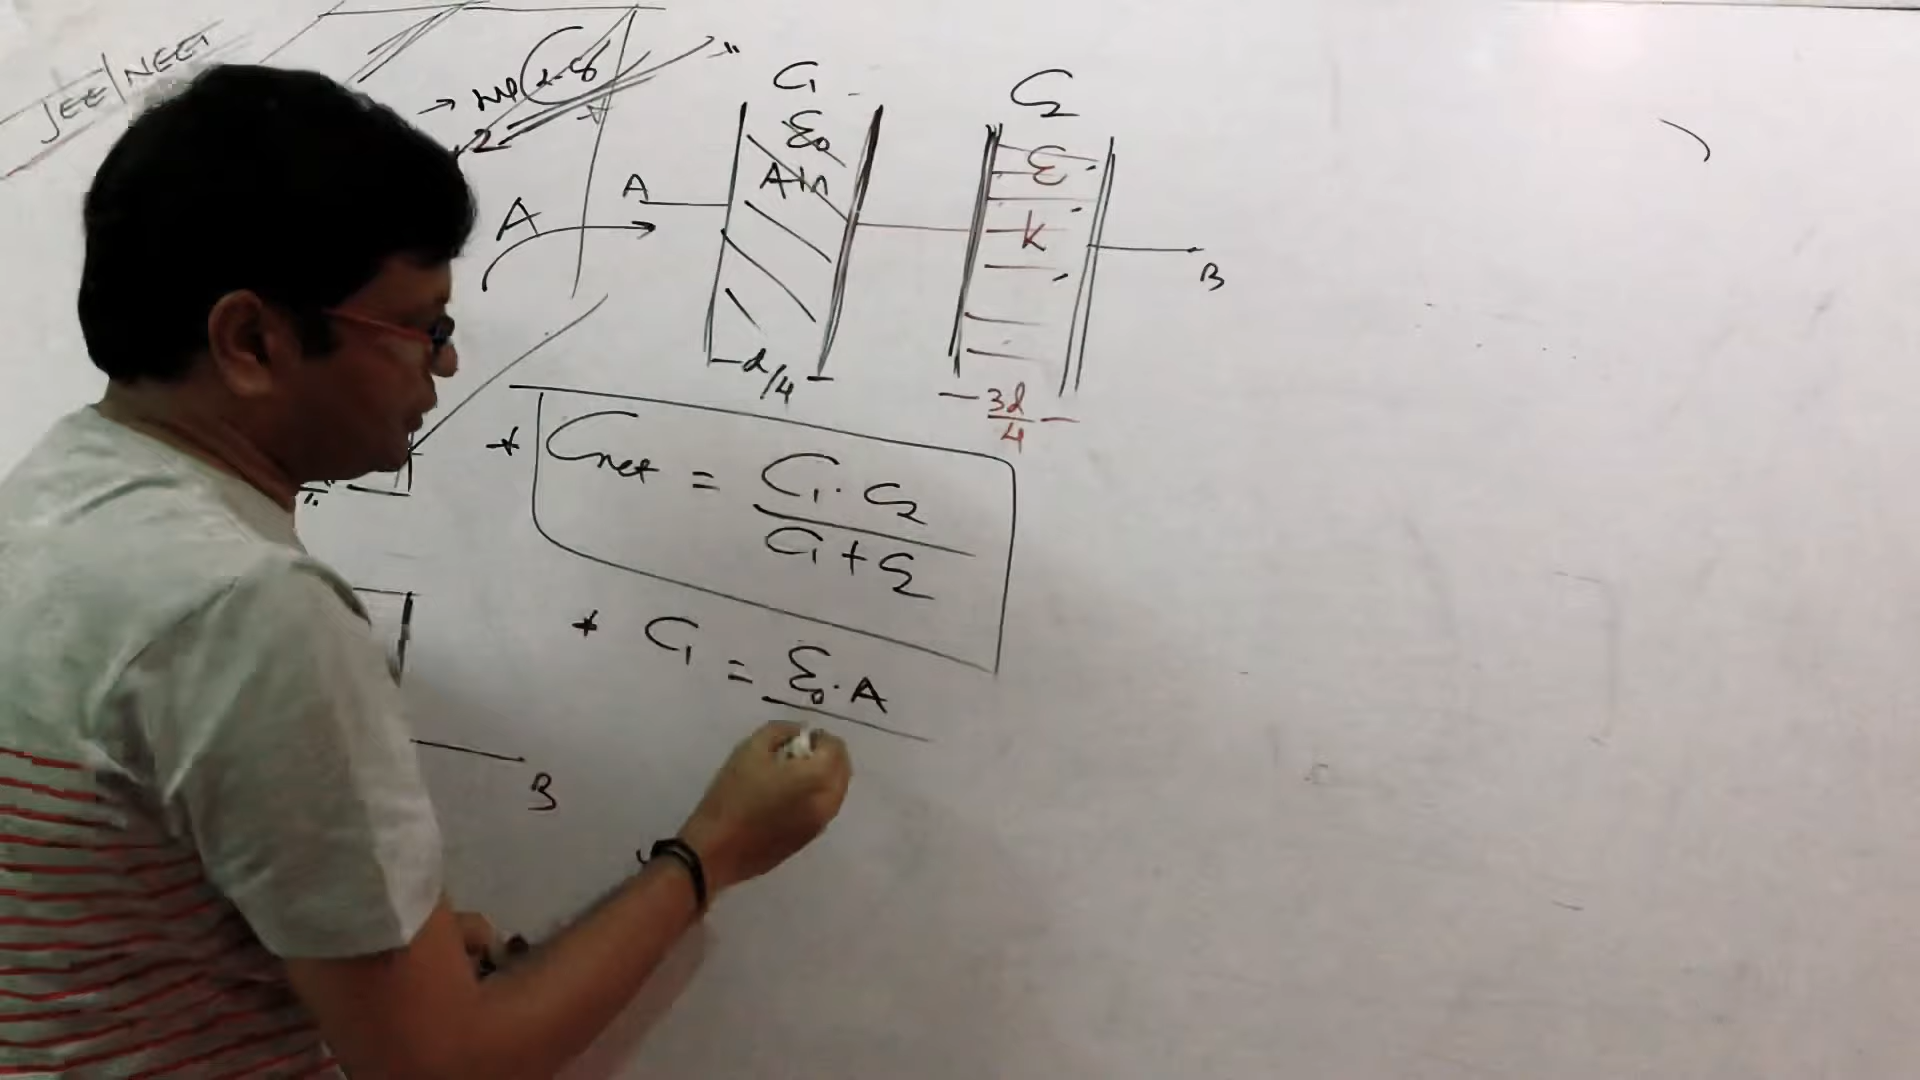 JEE/NEET
C₁
C₂
ε₀
Air
ε
K
A
A
B
d/4
3d/4
* Cnet = C₁·C₂ / C₁+C₂
* C₁ = ε₀·A
B